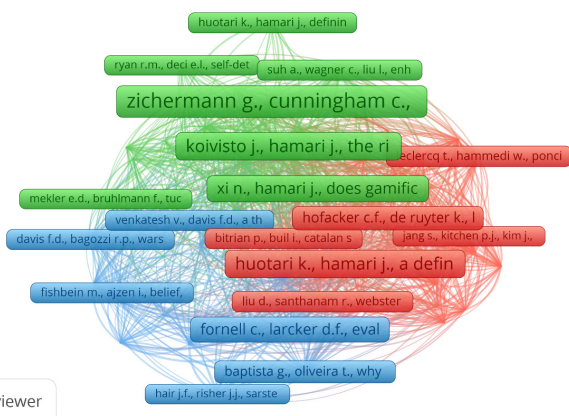 huotari k., hamari j., definin
ryan r.m., deci e.l., self-det
suh a., wagner c., liu l., enh
zichermann g., cunningham c.,
koivisto j., hamari j., the ri
eclercq t., hammedi w., ponci
xi n., hamari j., does gamific
mekler e.d., bruhlmann f., tuc
venkatesh v., davis f.d., a th
hofacker c.f., de ruyter k., l
davis f.d., bagozzi r.p., wars
bitrian p., buil i., catalan s
jang s., kitchen p.j., kim j.,
huotari k., hamari j., a defin
fishbein m., ajzen i., belief,
liu d., santhanam r., webster
fornell c., larcker d.f., eval
baptista g., oliveira t., why
hair j.f., risher j.j., sarste
iewer